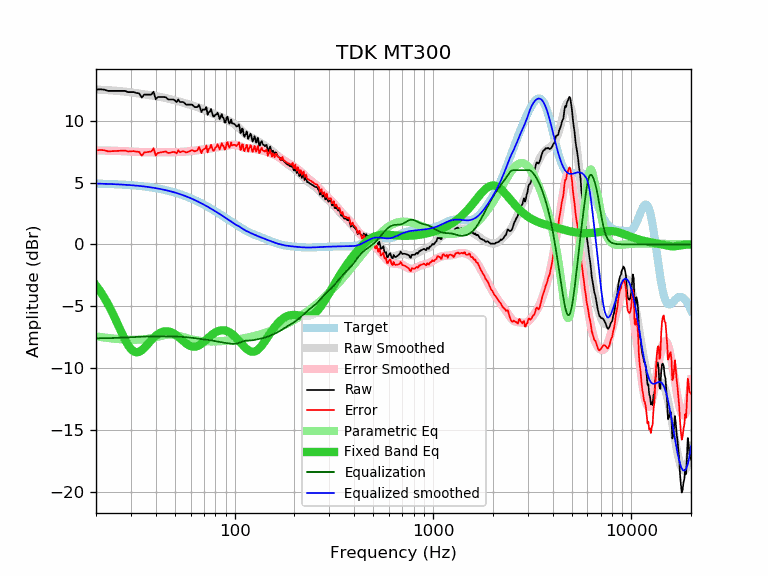 TDK MT300
Amplitude (dBr)
10
5
0
−5
−10
−15
−20
Target
Raw Smoothed
Error Smoothed
Raw
Error
Parametric Eq
Fixed Band Eq
Equalization
Equalized smoothed
100
1000
10000
Frequency (Hz)